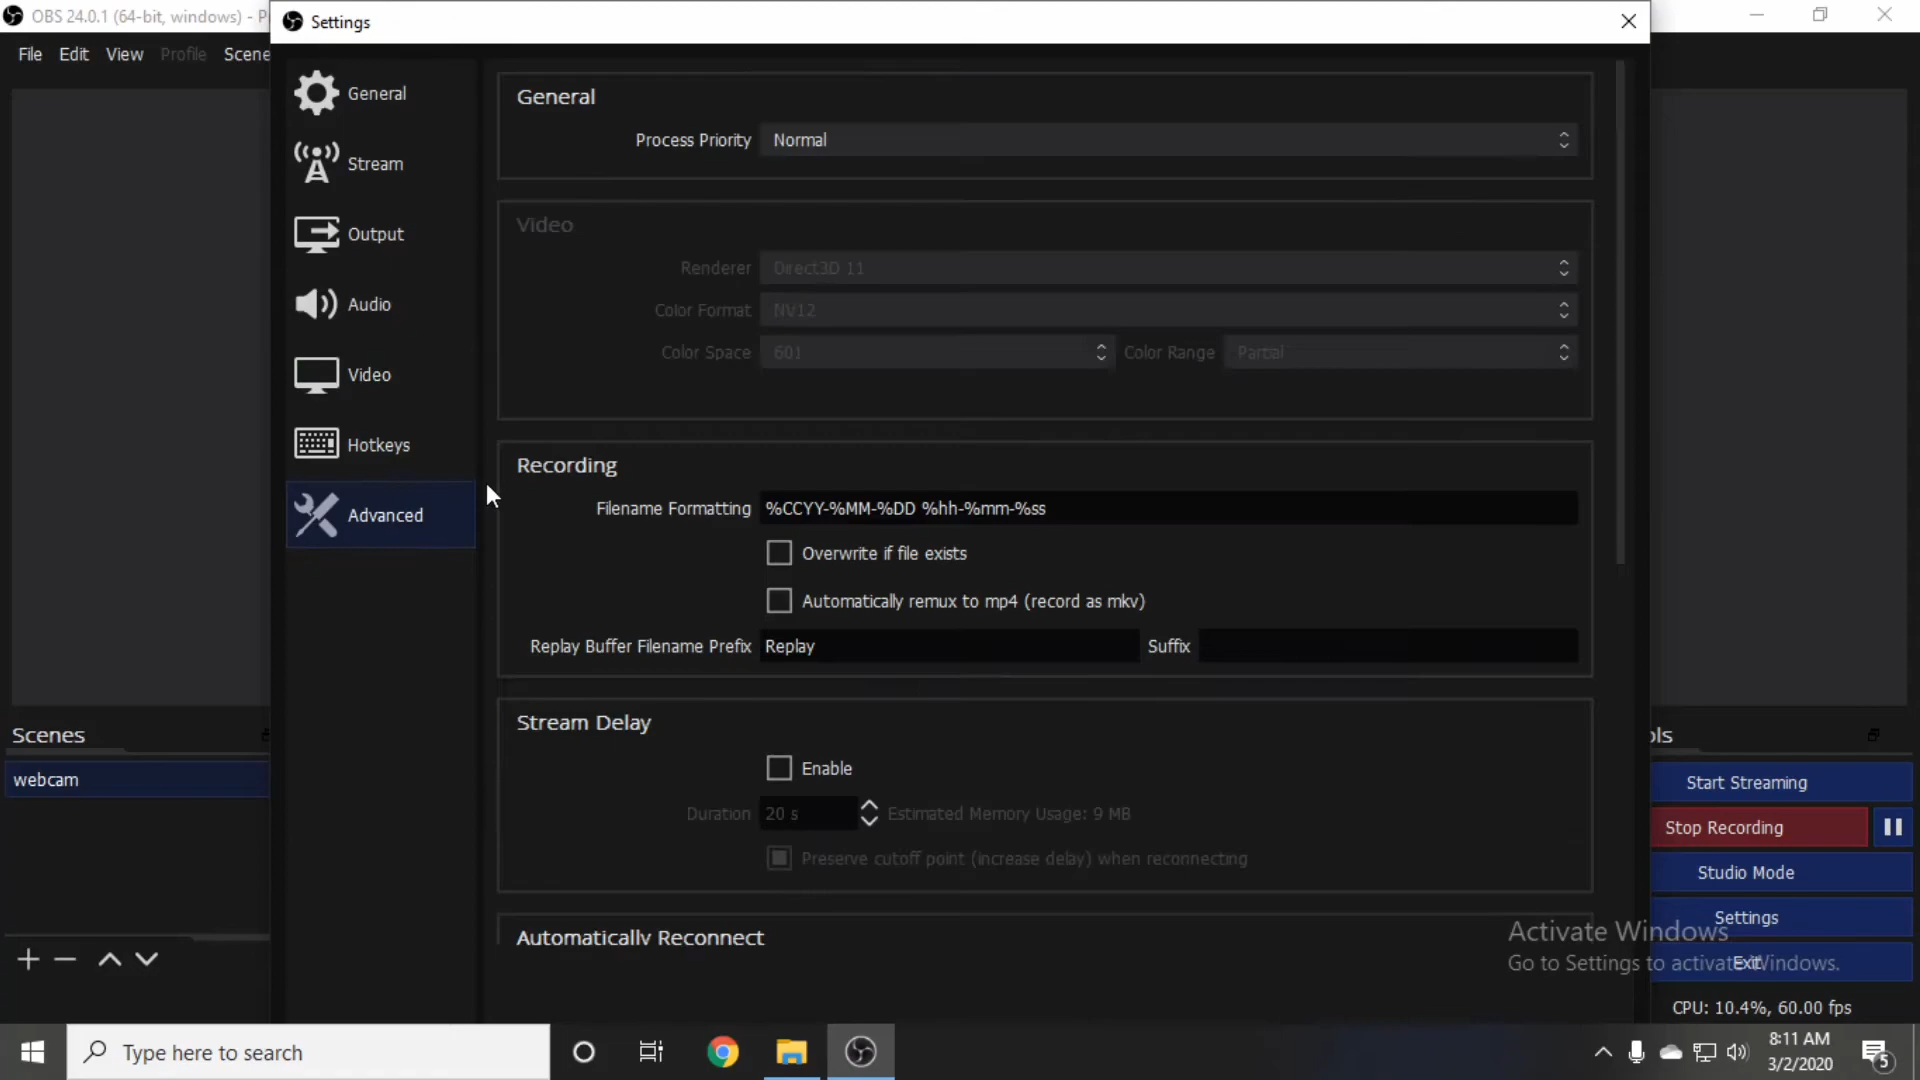 OBS 24.0.1 (64-bit, windows) - P
Settings
File Edit View Profile Scene
General
Stream
Output
Audio
Video
Hotkeys
Advanced
General
Process Priority Normal
Video
Renderer Direct3D 11
Color Format NV12
Color Space 601 Color Range Partial
Recording
Filename Formatting %CCYY-%MM-%DD %hh-%mm-%ss
Overwrite if file exists
Automatically remux to mp4 (record as mkv)
Replay Buffer Filename Prefix Replay Suffix
Stream Delay
Enable
Duration 20 s Estimated Memory Usage: 9 MB
Preserve cutoff point (increase delay) when reconnecting
Automatically Reconnect
Scenes
webcam
ols
Start Streaming
Stop Recording
Studio Mode
Settings
Exit
Activate Windows
Go to Settings to activate Windows.
CPU: 10.4%, 60.00 fps
Type here to search
8:11 AM
3/2/2020
5